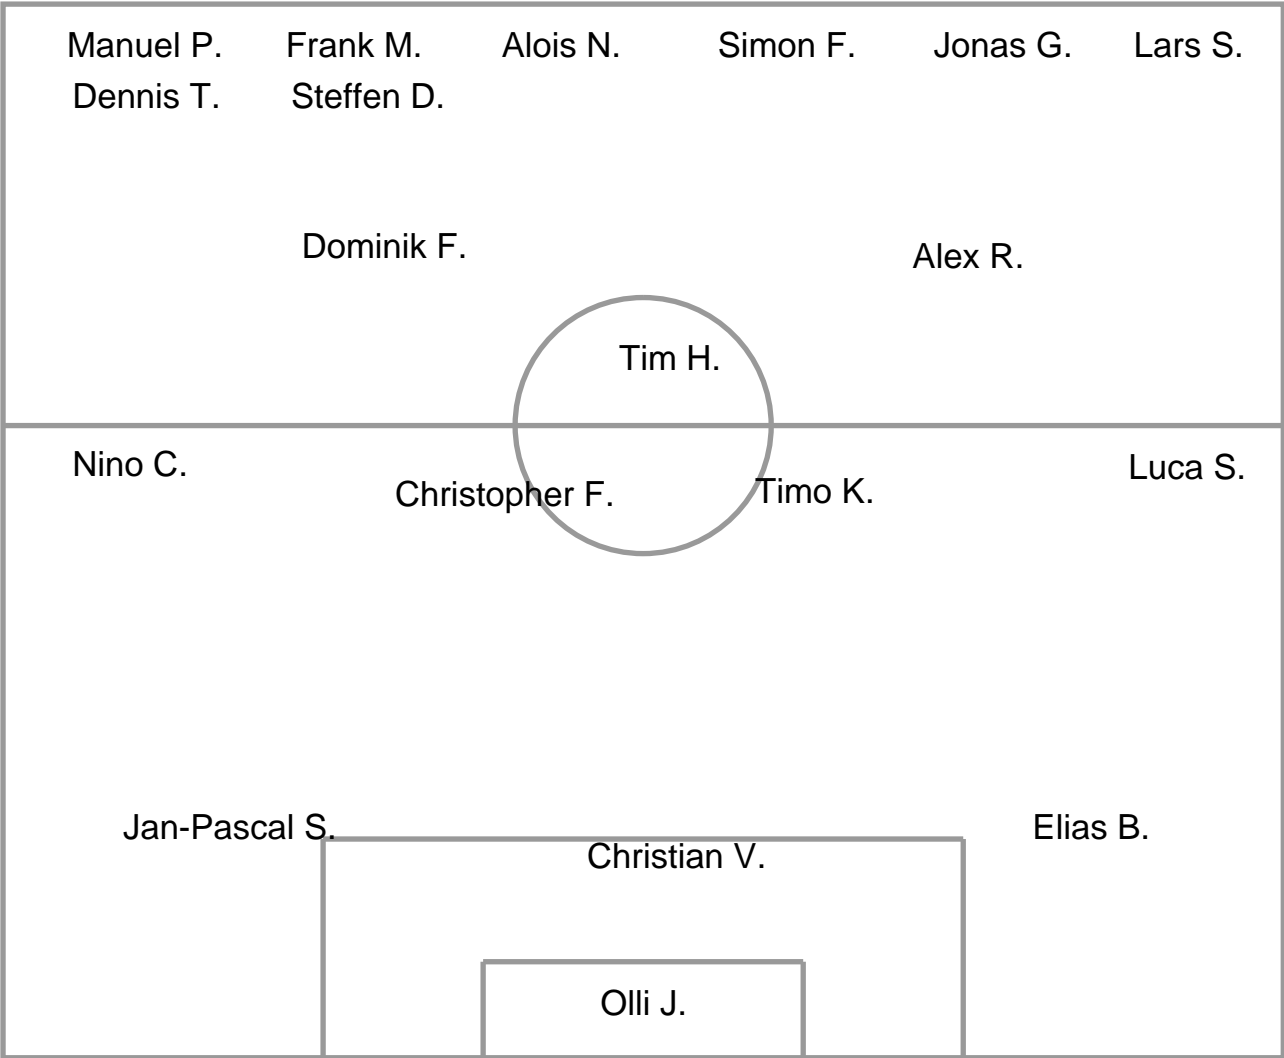 Manuel P. Frank M. Alois N. Simon F. Jonas G. Lars S.
Dennis T. Steffen D.
Dominik F. Alex R.
Tim H.
Nino C. Luca S.
Christopher F. Timo K.
Jan-Pascal S. Elias B.
Christian V.
Olli J.